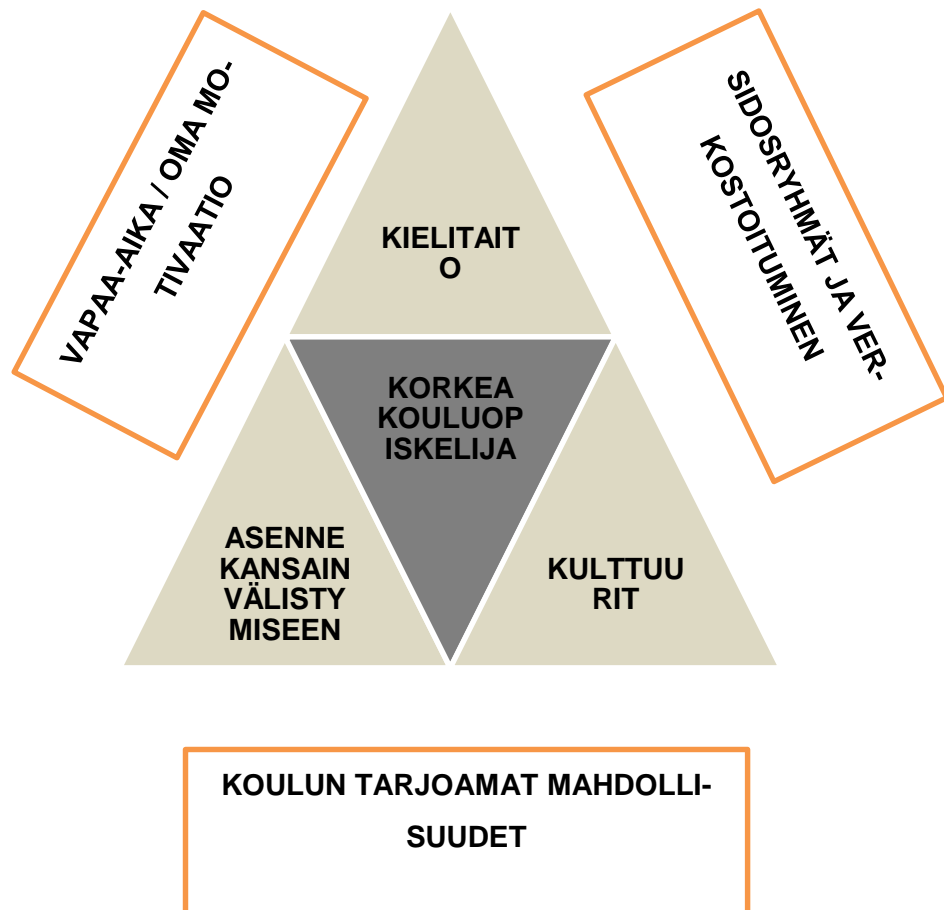 VAPAA-AIKA / OMA MO-
TIVAATIO
SIDOSRYHMÄT JA VER-
KOSTOITUMINEN
KIELITAIT
O
KORKEA
KOULUOP
ISKELIJA
ASENNE
KANSAIN
VÄLISTY
MISEEN
KULTTUU
RIT
KOULUN TARJOAMAT MAHDOLLI-
SUUDET